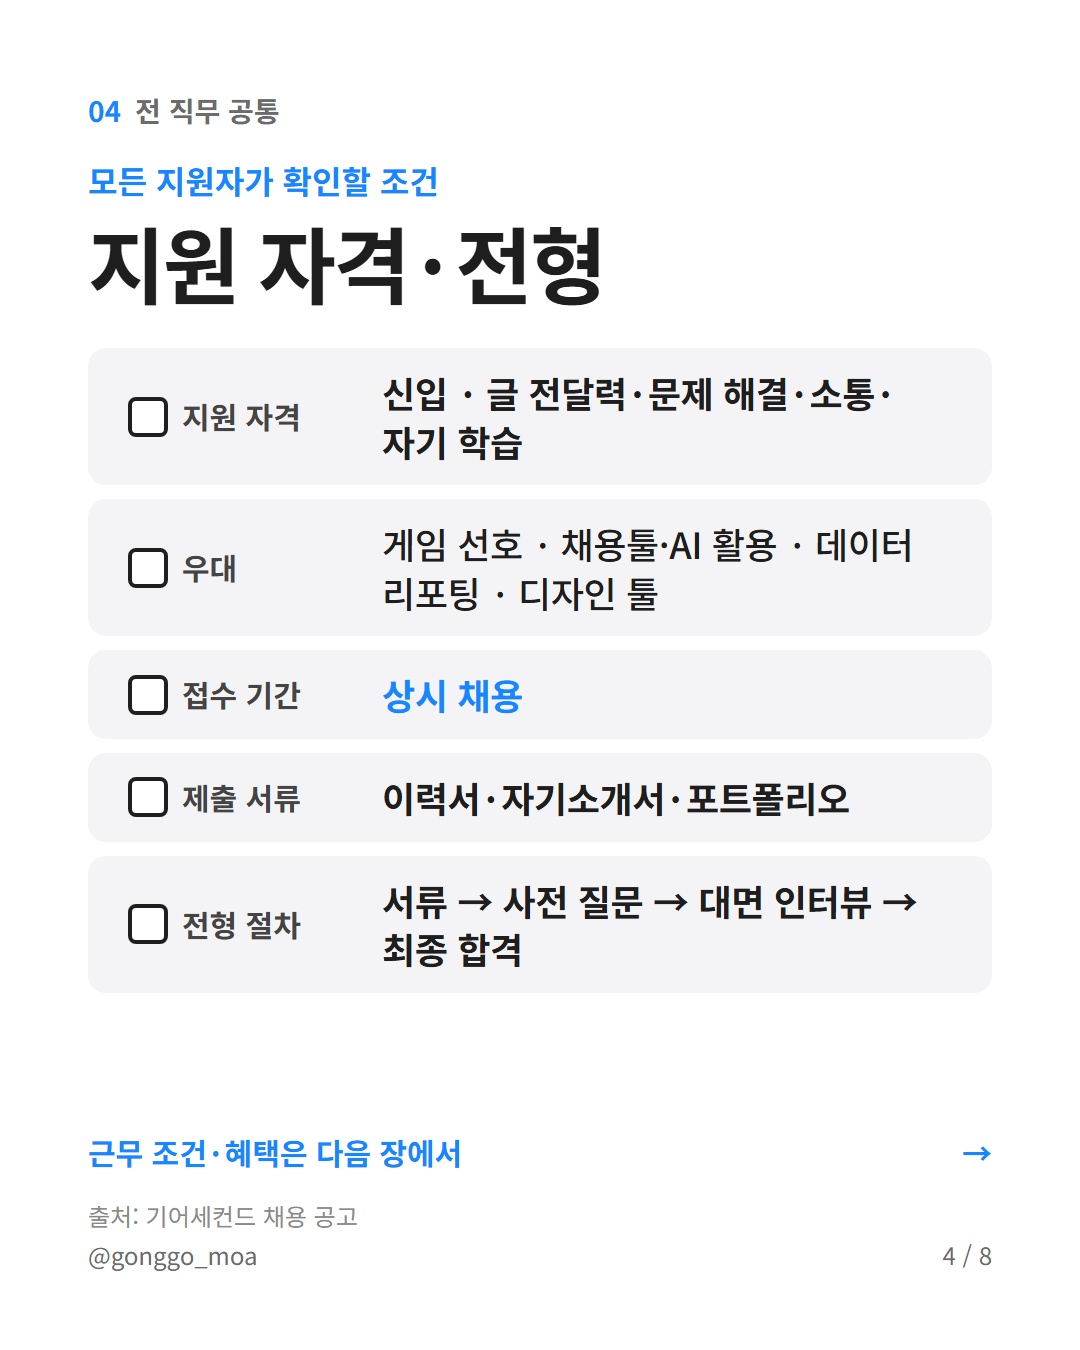 04 전 직무 공통
모든 지원자가 확인할 조건
지원 자격·전형
지원 자격
신입 · 글 전달력·문제 해결·소통·
자기 학습
우대
게임 선호 · 채용툴·AI 활용 · 데이터
리포팅 · 디자인 툴
접수 기간
상시 채용
제출 서류
이력서·자기소개서·포트폴리오
전형 절차
서류 → 사전 질문 → 대면 인터뷰 →
최종 합격
근무 조건·혜택은 다음 장에서 →
출처: 기어세컨드 채용 공고
@gonggo_moa
4 / 8